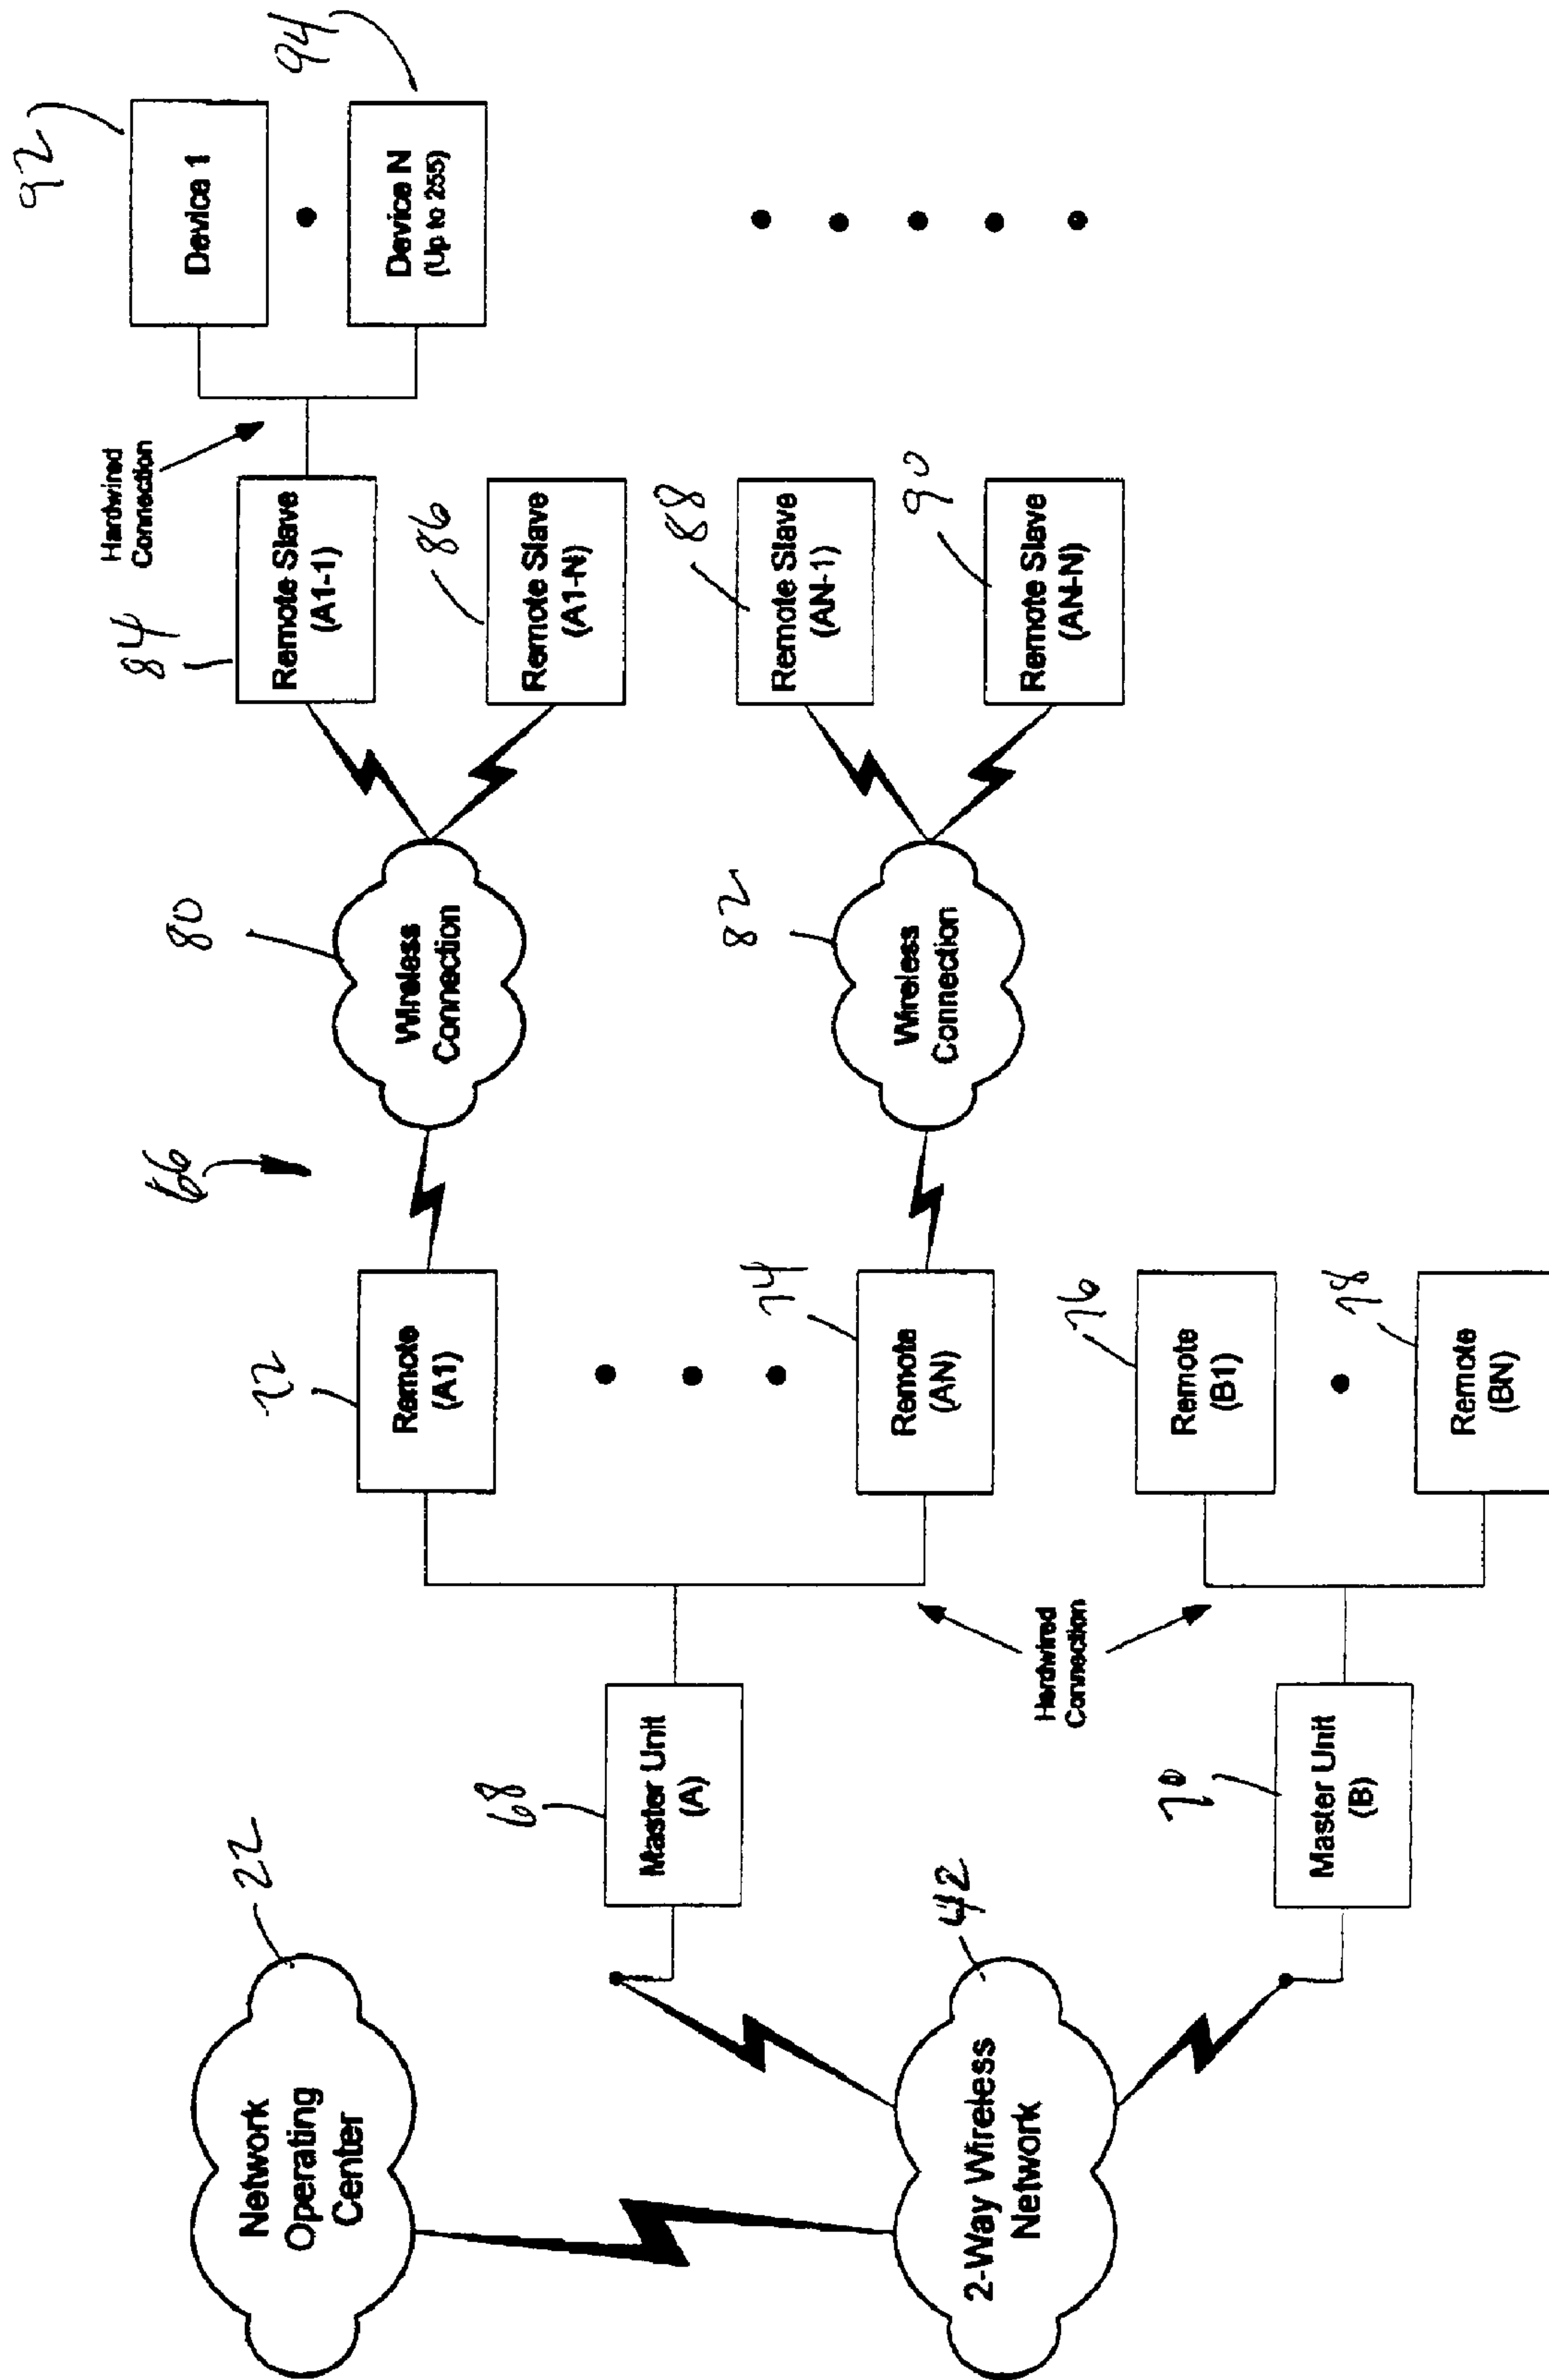 Network
Operating
Center
22
2-Way Wireless
Network
42
68
Master Unit
(A)
70
Master Unit
(B)
Hardwired
Connection
72
Remote
(A1)
74
Remote
(AN)
76
Remote
(B1)
78
Remote
(BN)
66
80
Wireless
Connection
82
Wireless
Connection
84
Remote Slave
(A1-1)
86
Remote Slave
(A1-N)
88
Remote Slave
(AN-1)
90
Remote Slave
(AN-N)
Hardwired
Connection
92
Device 1
94
Device N
(Up to 255)